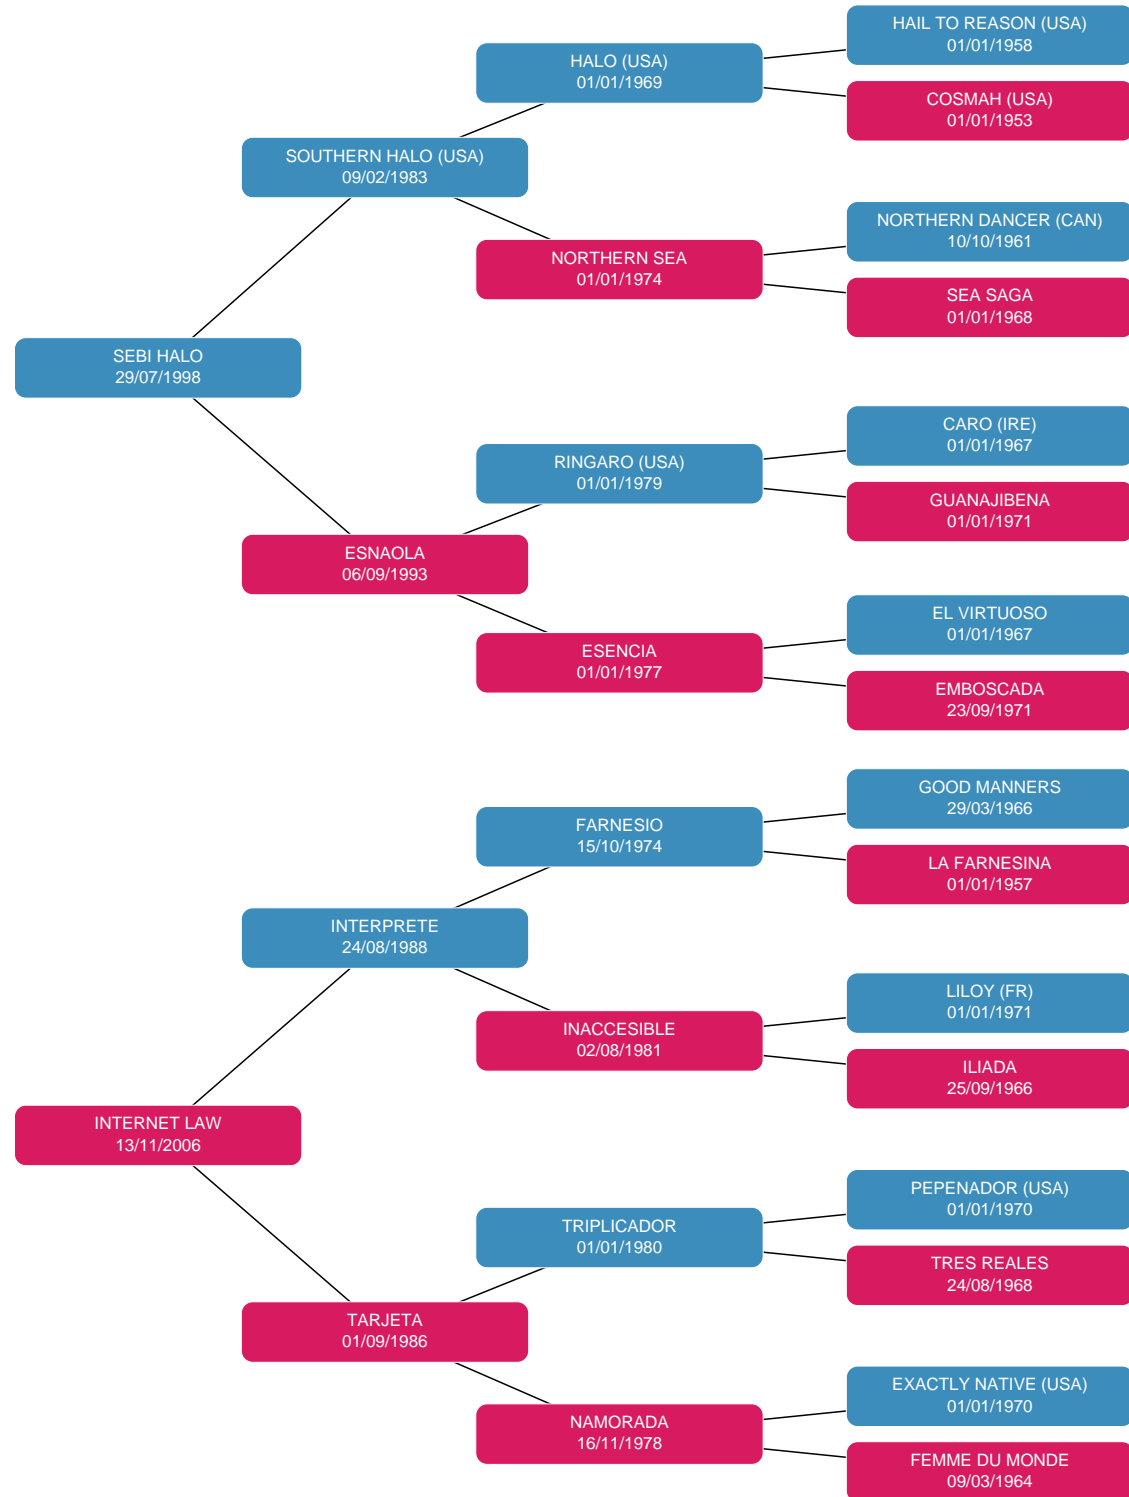 HAIL TO REASON (USA)
01/01/1958
HALO (USA)
01/01/1969
COSMAH (USA)
01/01/1953
SOUTHERN HALO (USA)
09/02/1983
NORTHERN DANCER (CAN)
10/10/1961
NORTHERN SEA
01/01/1974
SEA SAGA
01/01/1968
SEBI HALO
29/07/1998
CARO (IRE)
01/01/1967
RINGARO (USA)
01/01/1979
GUANAJIBENA
01/01/1971
ESNAOLA
06/09/1993
EL VIRTUOSO
01/01/1967
ESENCIA
01/01/1977
EMBOSCADA
23/09/1971
GOOD MANNERS
29/03/1966
FARNESIO
15/10/1974
LA FARNESINA
01/01/1957
INTERPRETE
24/08/1988
LILOY (FR)
01/01/1971
INACCESIBLE
02/08/1981
ILIADA
25/09/1966
INTERNET LAW
13/11/2006
PEPENADOR (USA)
01/01/1970
TRIPLICADOR
01/01/1980
TRES REALES
24/08/1968
TARJETA
01/09/1986
EXACTLY NATIVE (USA)
01/01/1970
NAMORADA
16/11/1978
FEMME DU MONDE
09/03/1964